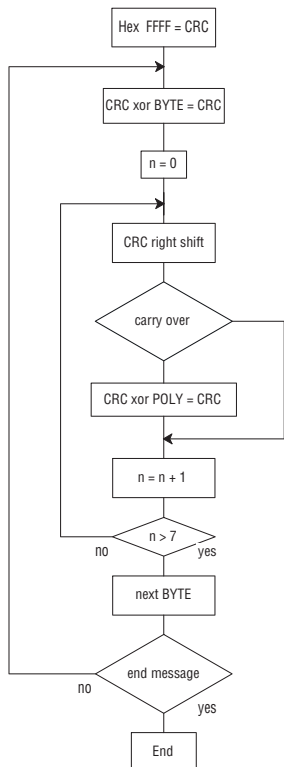 Hex FFFF = CRC
CRC xor BYTE = CRC
n = 0
CRC right shift
carry over
CRC xor POLY = CRC
n = n + 1
n > 7
no
yes
next BYTE
end message
no
yes
End